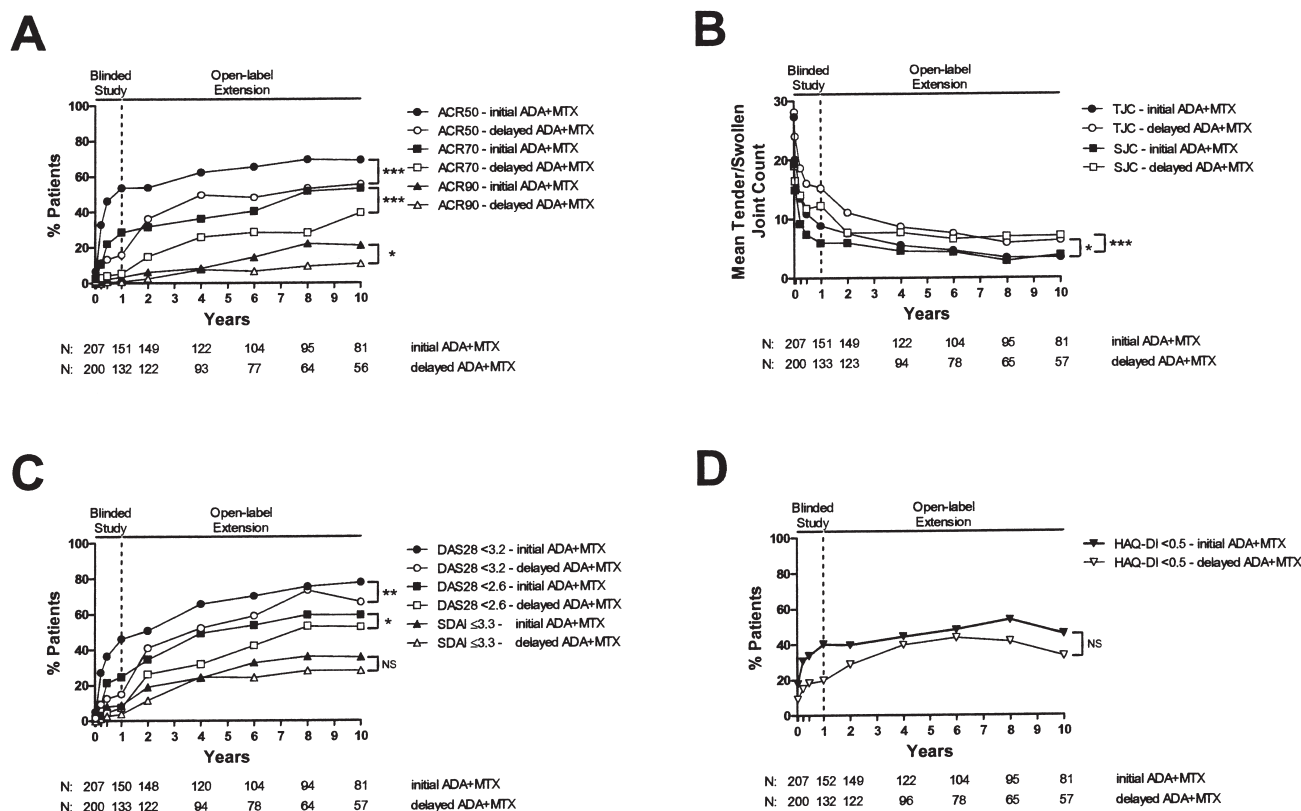 A
Blinded Study
Open-label Extension
% Patients
100
80
60
40
20
0
0 1 2 3 4 5 6 7 8 9 10
Years
ACR50 - initial ADA+MTX
ACR50 - delayed ADA+MTX
ACR70 - initial ADA+MTX
ACR70 - delayed ADA+MTX
ACR90 - initial ADA+MTX
ACR90 - delayed ADA+MTX
***
***
*
N: 207 151 149 122 104 95 81 initial ADA+MTX
N: 200 132 122 93 77 64 56 delayed ADA+MTX
B
Blinded Study
Open-label Extension
Mean Tender/Swollen
Joint Count
30
20
10
0
0 1 2 3 4 5 6 7 8 9 10
Years
TJC - initial ADA+MTX
TJC - delayed ADA+MTX
SJC - initial ADA+MTX
SJC - delayed ADA+MTX
* ***
N: 207 151 149 122 104 95 81 initial ADA+MTX
N: 200 133 123 94 78 65 57 delayed ADA+MTX
C
Blinded Study
Open-label Extension
% Patients
100
80
60
40
20
0
0 1 2 3 4 5 6 7 8 9 10
Years
DAS28 <3.2 - initial ADA+MTX
DAS28 <3.2 - delayed ADA+MTX
DAS28 <2.6 - initial ADA+MTX
DAS28 <2.6 - delayed ADA+MTX
SDAI ≤3.3 - initial ADA+MTX
SDAI ≤3.3 - delayed ADA+MTX
**
*
NS
N: 207 150 148 120 104 94 81 initial ADA+MTX
N: 200 133 122 94 78 64 57 delayed ADA+MTX
D
Blinded Study
Open-label Extension
% Patients
100
80
60
40
20
0
0 1 2 3 4 5 6 7 8 9 10
Years
HAQ-DI <0.5 - initial ADA+MTX
HAQ-DI <0.5 - delayed ADA+MTX
NS
N: 207 152 149 122 104 95 81 initial ADA+MTX
N: 200 132 122 96 78 65 57 delayed ADA+MTX